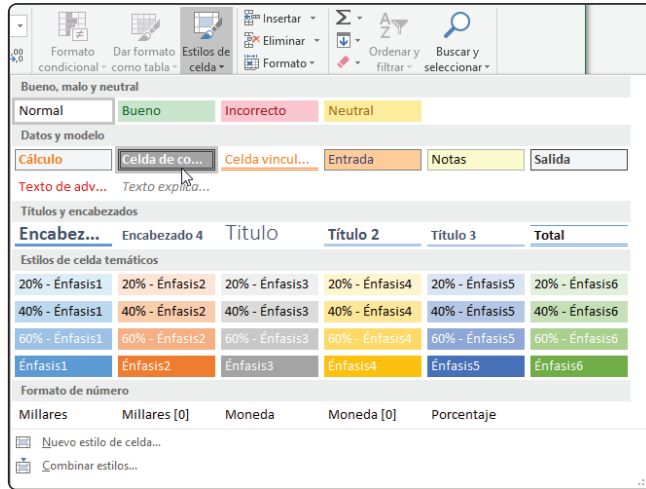 Insertar
Eliminar
Formato
,00
,0
Formato condicional
Dar formato como tabla
Estilos de celda
Ordenar y filtrar
Buscar y seleccionar
Bueno, malo y neutral
Normal Bueno Incorrecto Neutral
Datos y modelo
Cálculo Celda de co... Celda vincul... Entrada Notas Salida
Texto de adv... Texto explica...
Títulos y encabezados
Encabez... Encabezado 4 Titulo Título 2 Título 3 Total
Estilos de celda temáticos
20% - Énfasis1 20% - Énfasis2 20% - Énfasis3 20% - Énfasis4 20% - Énfasis5 20% - Énfasis6
40% - Énfasis1 40% - Énfasis2 40% - Énfasis3 40% - Énfasis4 40% - Énfasis5 40% - Énfasis6
60% - Énfasis1 60% - Énfasis2 60% - Énfasis3 60% - Énfasis4 60% - Énfasis5 60% - Énfasis6
Énfasis1 Énfasis2 Énfasis3 Énfasis4 Énfasis5 Énfasis6
Formato de número
Millares Millares [0] Moneda Moneda [0] Porcentaje
Nuevo estilo de celda...
Combinar estilos...